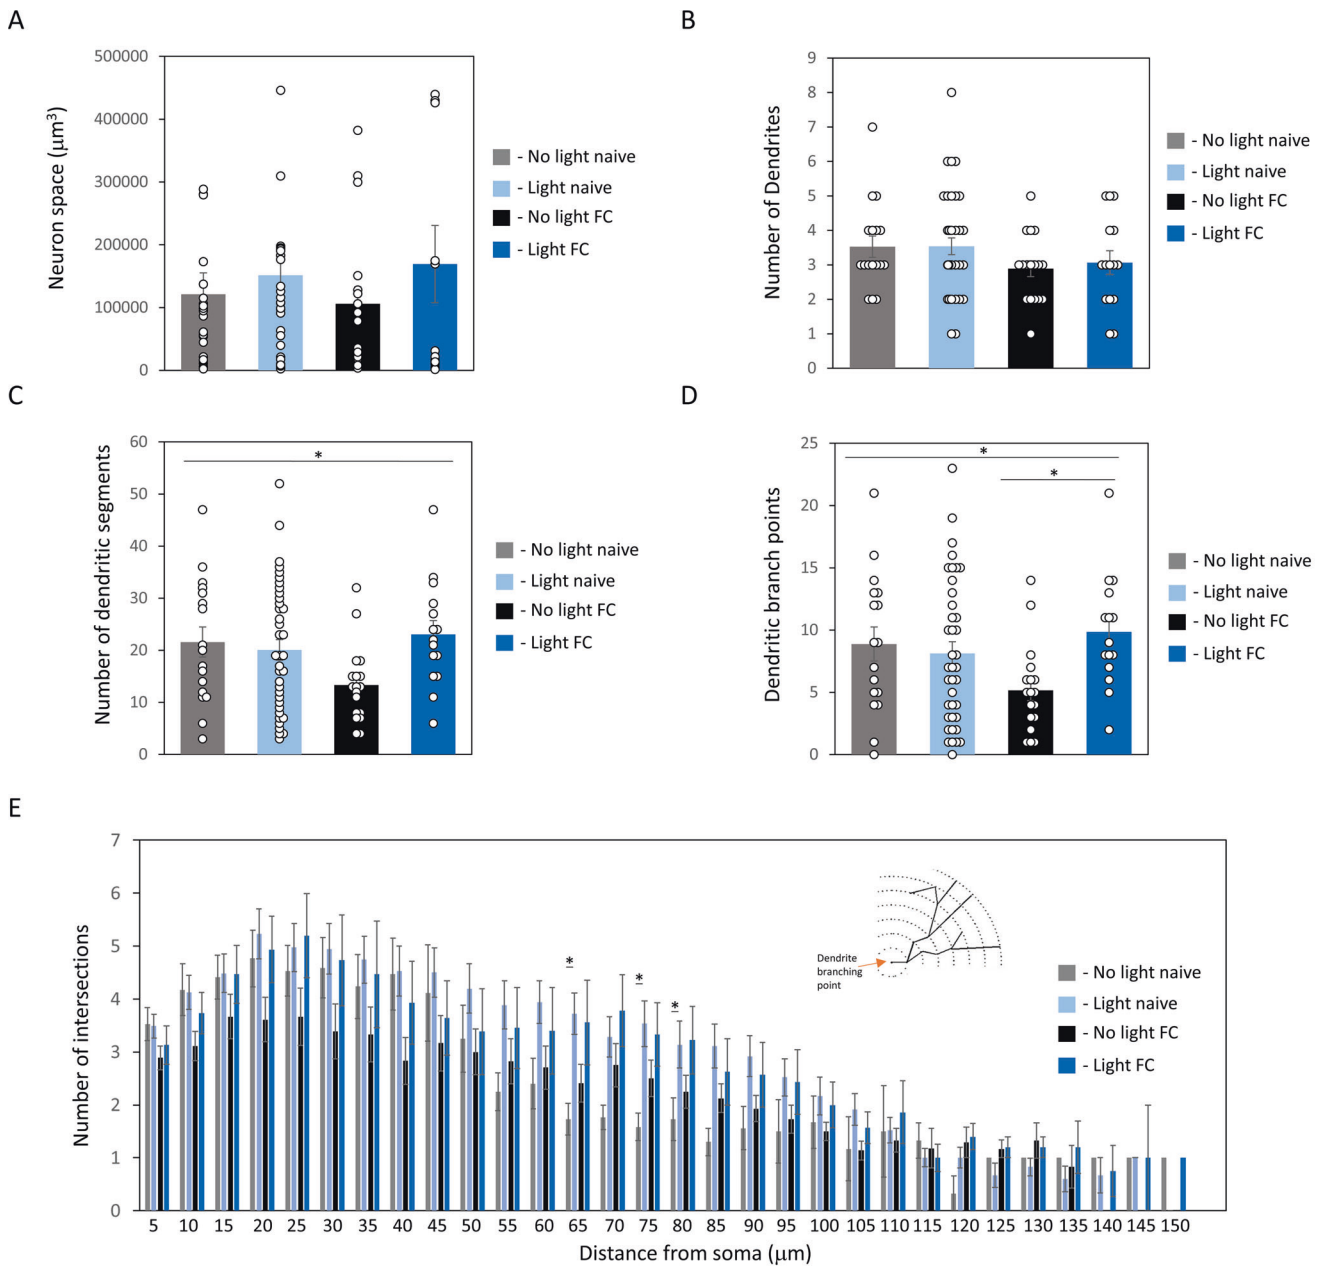 A
500000
400000
300000
200000
100000
0
Neuron space (μm³)
- No light naive
- Light naive
- No light FC
- Light FC
B
9
8
7
6
5
4
3
2
1
0
Number of Dendrites
- No light naive
- Light naive
- No light FC
- Light FC
C
60
50
40
30
20
10
0
Number of dendritic segments
*
- No light naive
- Light naive
- No light FC
- Light FC
D
25
20
15
10
5
0
Dendritic branch points
*
*
- No light naive
- Light naive
- No light FC
- Light FC
E
7
6
5
4
3
2
1
0
Number of intersections
*
*
*
Dendrite
branching
point
- No light naive
- Light naive
- No light FC
- Light FC
5 10 15 20 25 30 35 40 45 50 55 60 65 70 75 80 85 90 95 100 105 110 115 120 125 130 135 140 145 150
Distance from soma (μm)